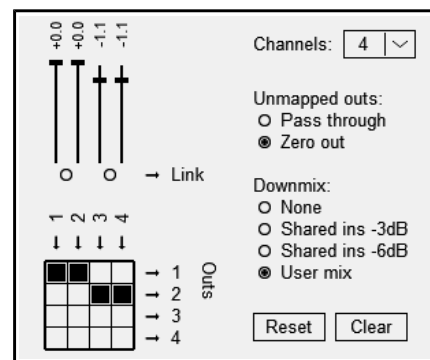 +0.0 +0.0 -1.1 -1.1
Channels: 4
Unmapped outs:
Pass through
Zero out
Link
Downmix:
None
Shared ins -3dB
Shared ins -6dB
User mix
1 2 3 4
1
2
3
4
Outs
Reset Clear